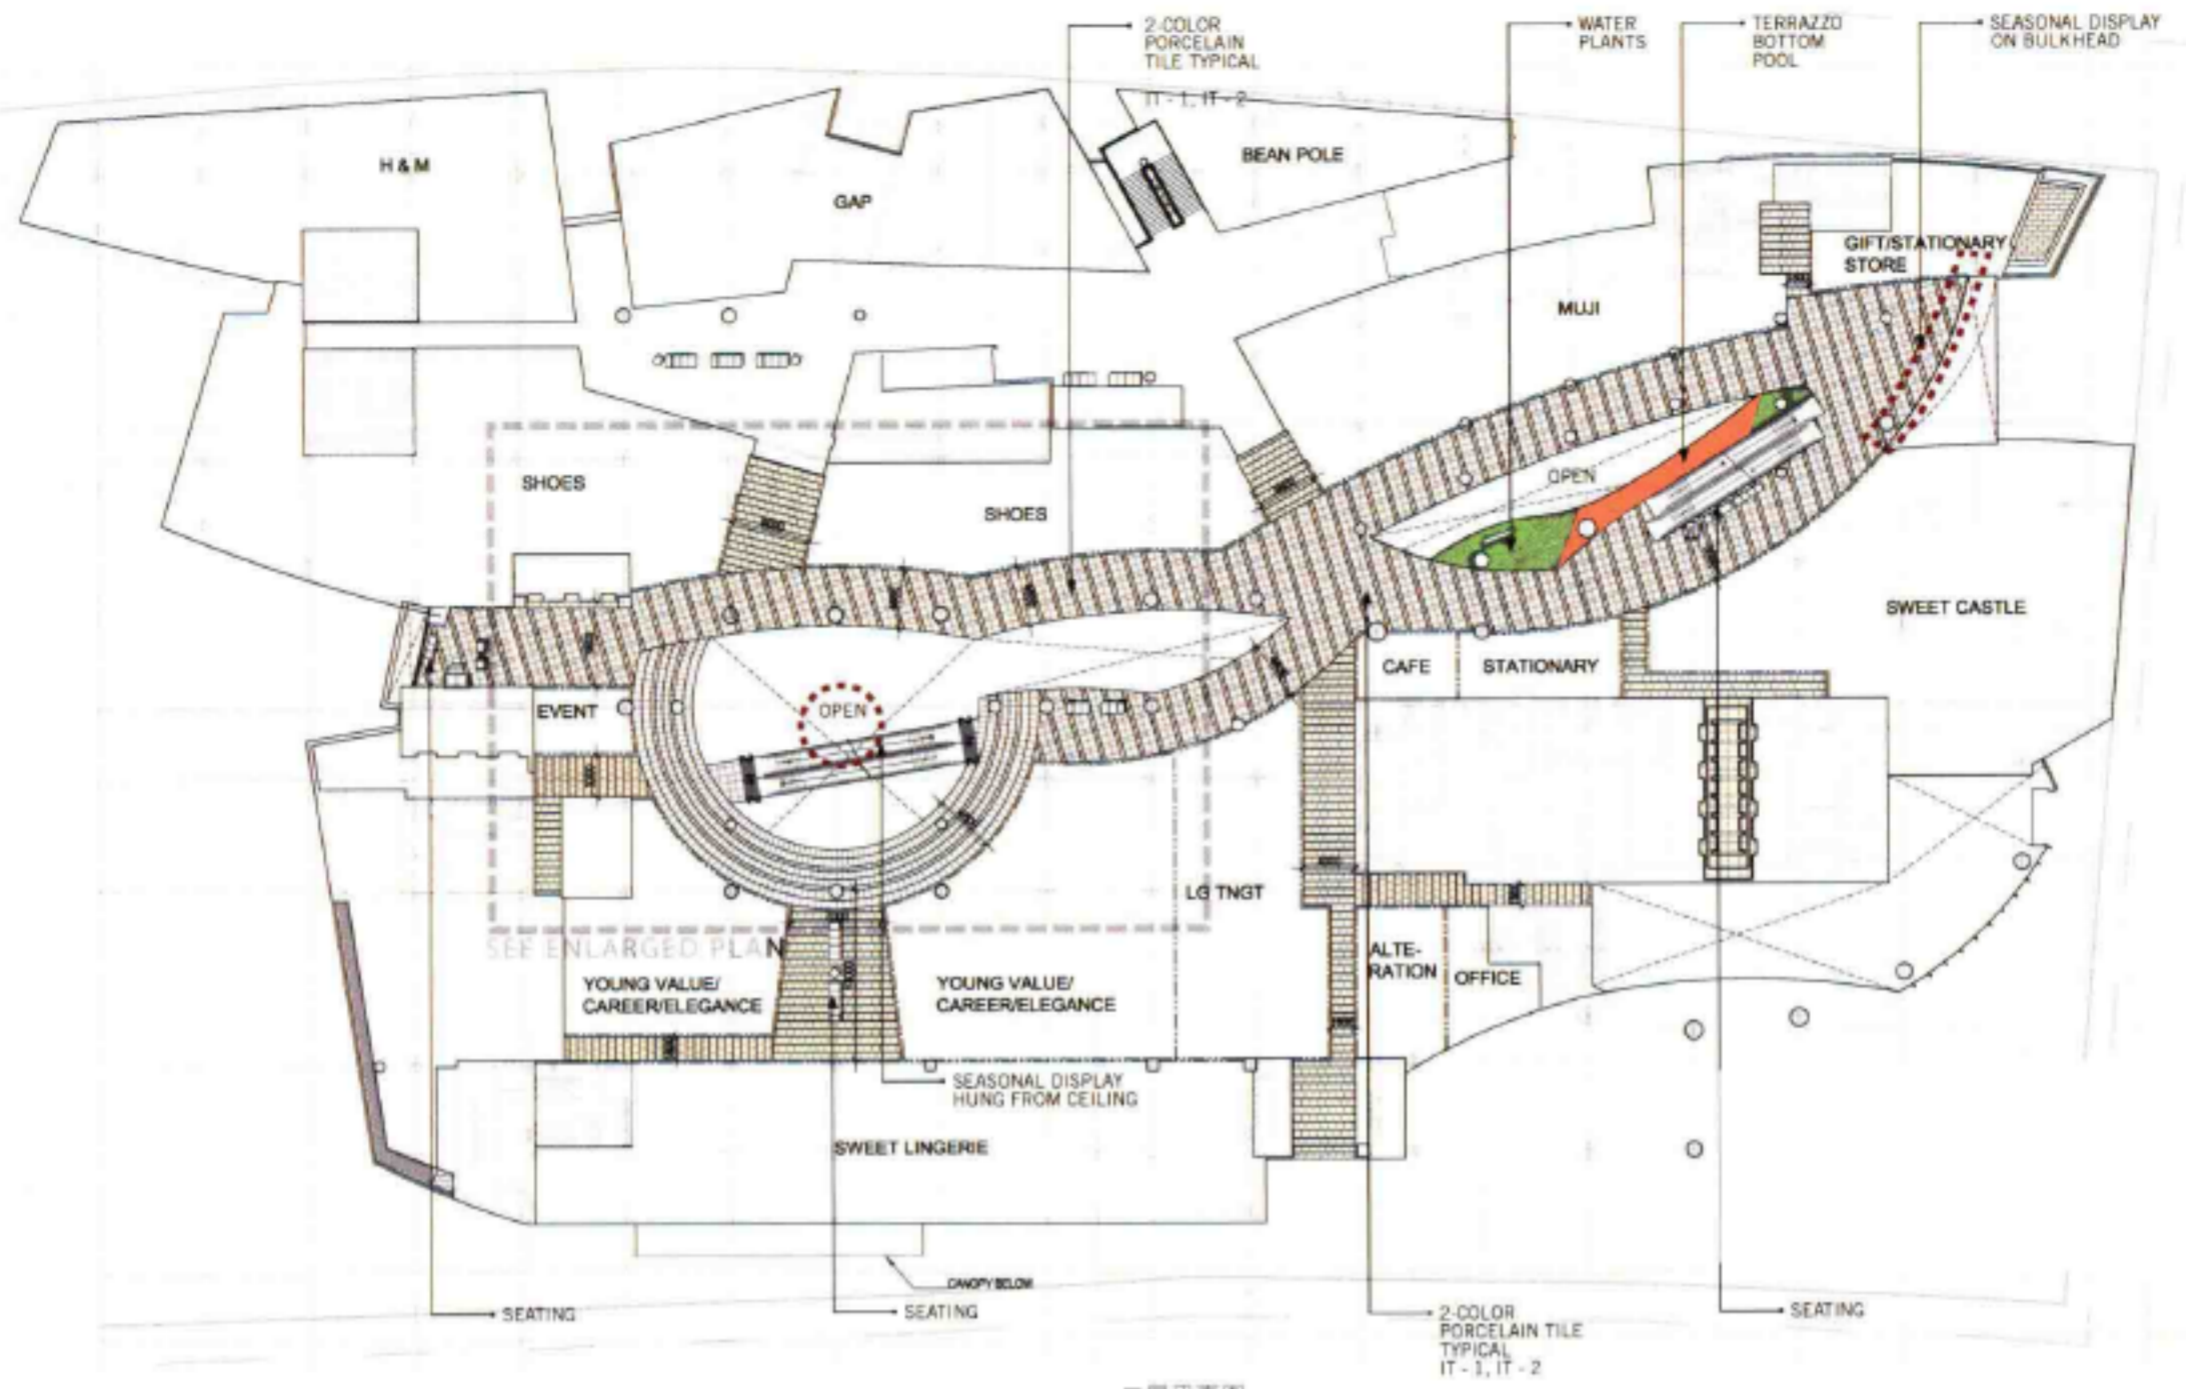 2-COLOR
PORCELAIN
TILE TYPICAL
IT - 1, IT - 2
WATER
PLANTS
TERRAZZO
BOTTOM
POOL
SEASONAL DISPLAY
ON BULKHEAD
H & M
GAP
BEAN POLE
GIFT/STATIONARY
STORE
MUJI
SHOES
SHOES
OPEN
SWEET CASTLE
CAFE
STATIONARY
EVENT
OPEN
LG TNGT
SEE ENLARGED PLAN
YOUNG VALUE/
CAREER/ELEGANCE
YOUNG VALUE/
CAREER/ELEGANCE
ALTE-
RATION
OFFICE
SEASONAL DISPLAY
HUNG FROM CEILING
SWEET LINGERIE
CANOPY BELOW
SEATING
SEATING
2-COLOR
PORCELAIN TILE
TYPICAL
IT - 1, IT - 2
SEATING